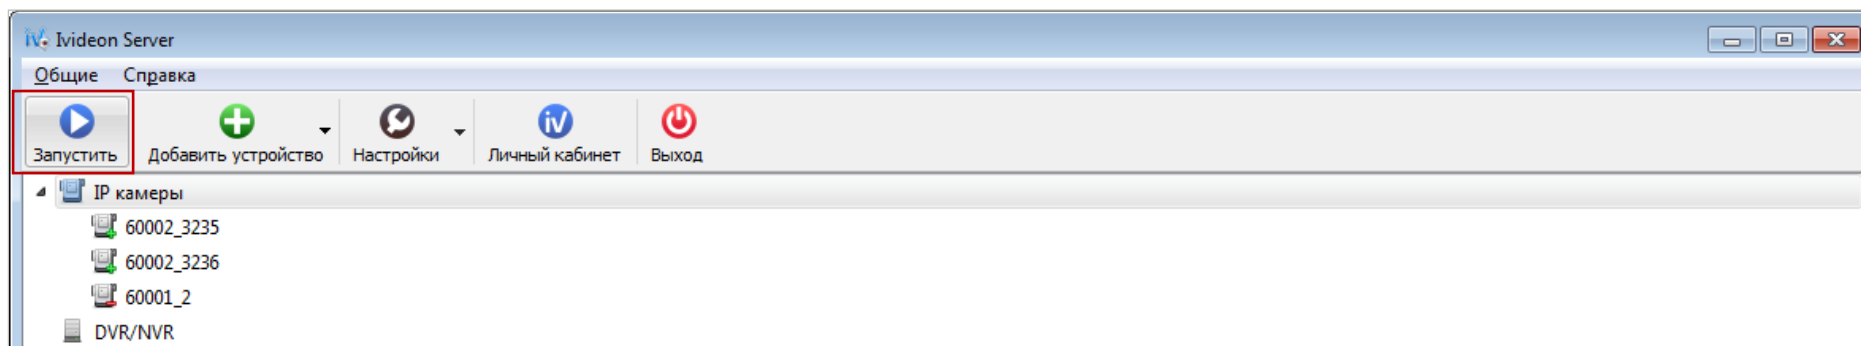 Ivideon Server
Общие Справка
Запустить Добавить устройство Настройки Личный кабинет Выход
IP камеры
60002_3235
60002_3236
60001_2
DVR/NVR